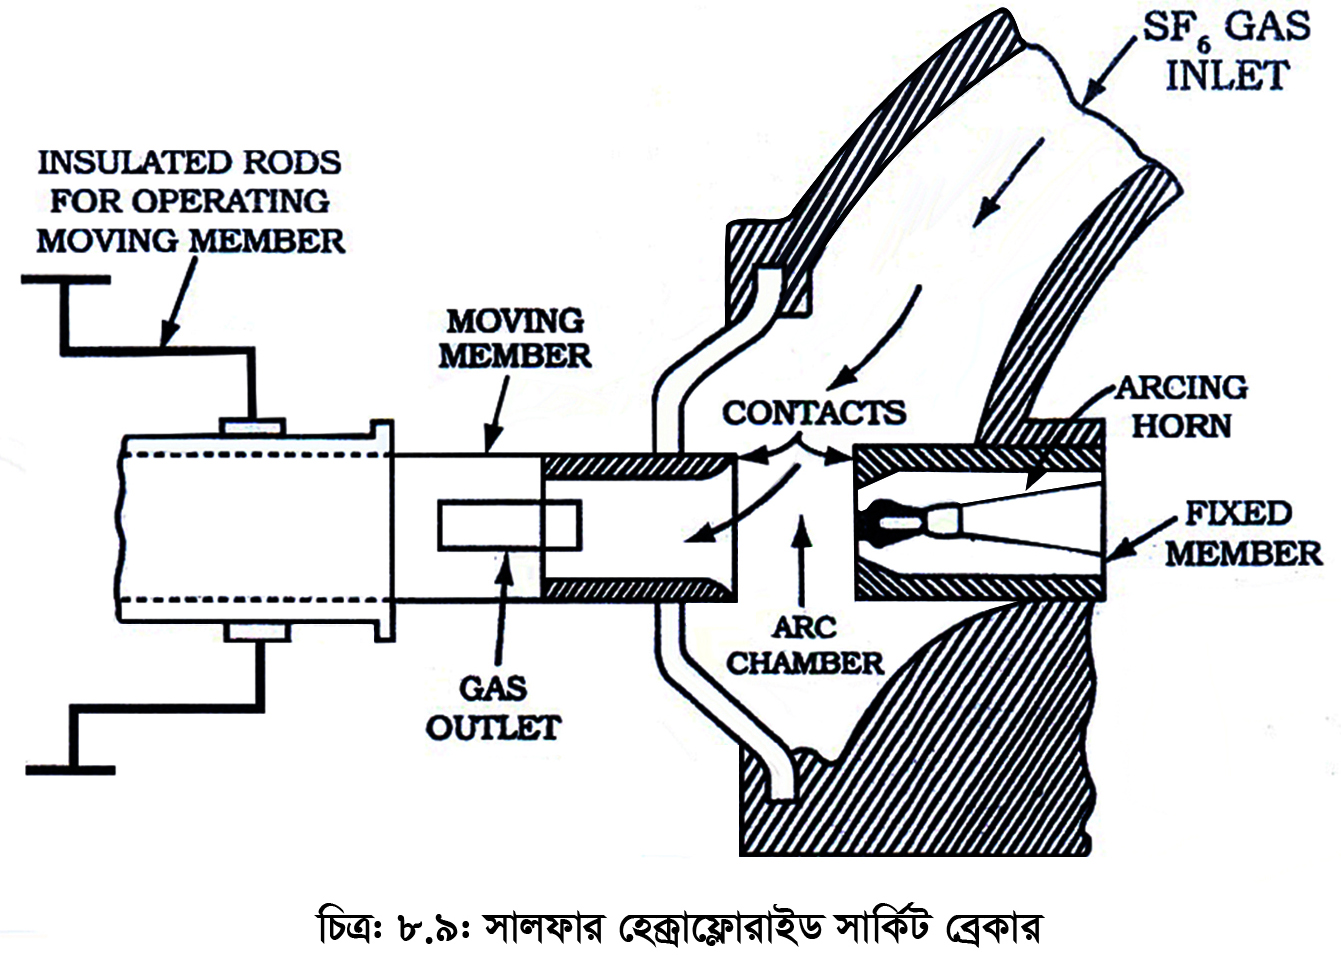 SF₆ GAS
INLET
INSULATED RODS
FOR OPERATING
MOVING MEMBER
MOVING
MEMBER
CONTACTS
ARCING
HORN
FIXED
MEMBER
ARC
CHAMBER
GAS
OUTLET
চিত্র: ৮.৯: সালফার হেক্সাফ্লোরাইড সার্কিট ব্রেকার